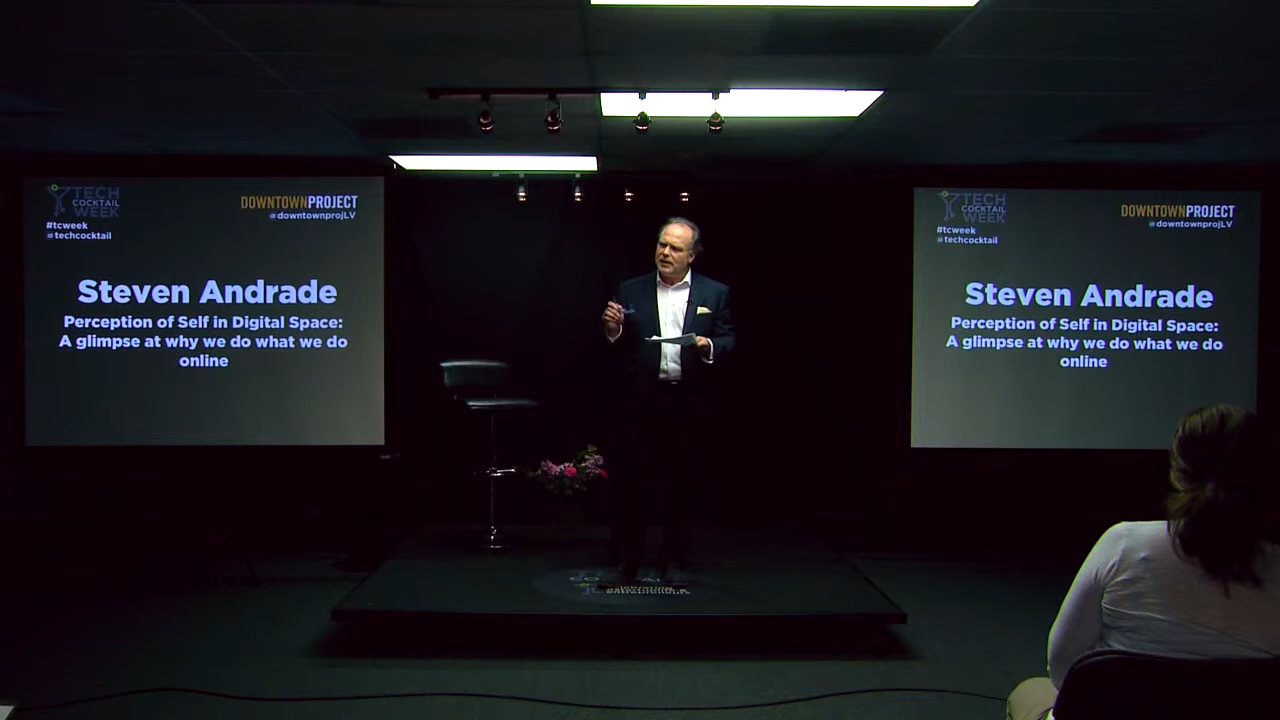 TECH
COCKTAIL
WEEK
#tcweek
@techcocktail
DOWNTOWNPROJECT
@downtownprojLV
Steven Andrade
Perception of Self in Digital Space:
A glimpse at why we do what we do
online
TECH
COCKTAIL
WEEK
#tcweek
@techcocktail
DOWNTOWNPROJECT
@downtownprojLV
Steven Andrade
Perception of Self in Digital Space:
A glimpse at why we do what we do
online